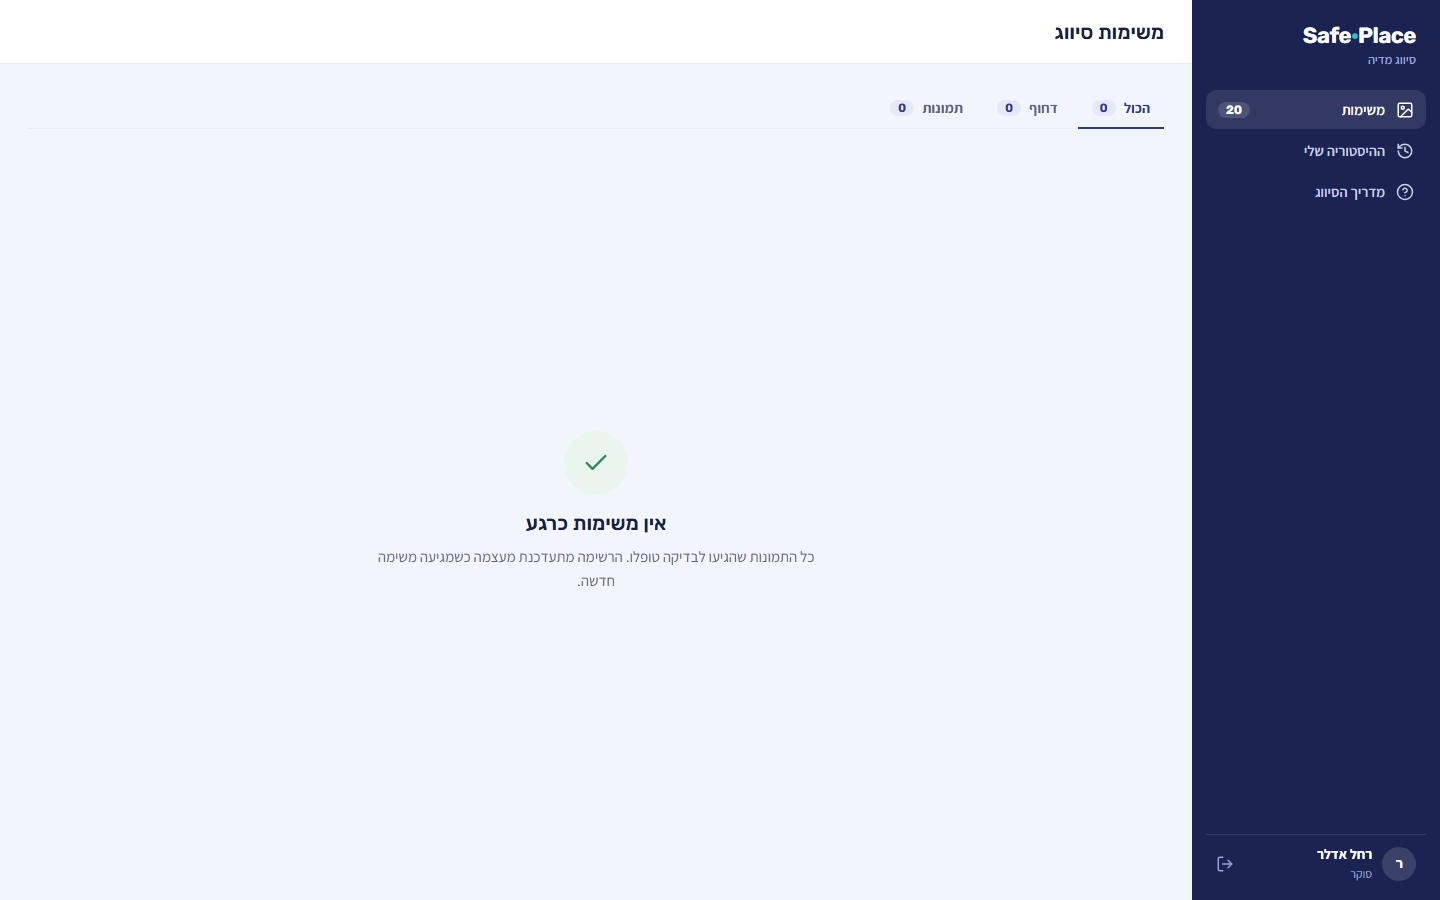 Safe•Place
סיווג מדיה
משימות 20
ההיסטוריה שלי
מדריך הסיווג
רחל אדלר
סוקר
ר
משימות סיווג
הכול 0 דחוף 0 תמונות 0
אין משימות כרגע
כל התמונות שהגיעו לבדיקה טופלו. הרשימה מתעדכנת מעצמה כשמגיעה משימה
חדשה.